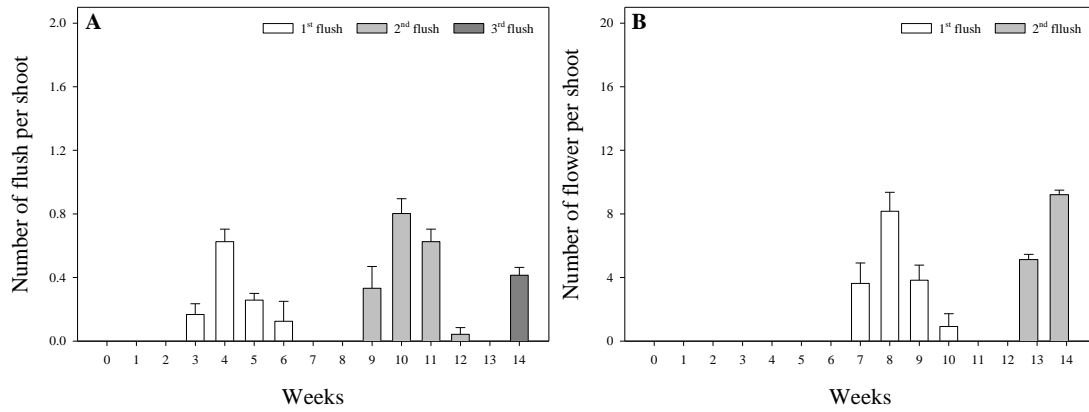 A
1st flush 2nd flush 3rd flush
Number of flush per shoot
2.0
1.6
1.2
0.8
0.4
0.0
0 1 2 3 4 5 6 7 8 9 10 11 12 13 14
Weeks
B
1st flush 2nd fllush
Number of flower per shoot
20
16
12
8
4
0
0 1 2 3 4 5 6 7 8 9 10 11 12 13 14
Weeks